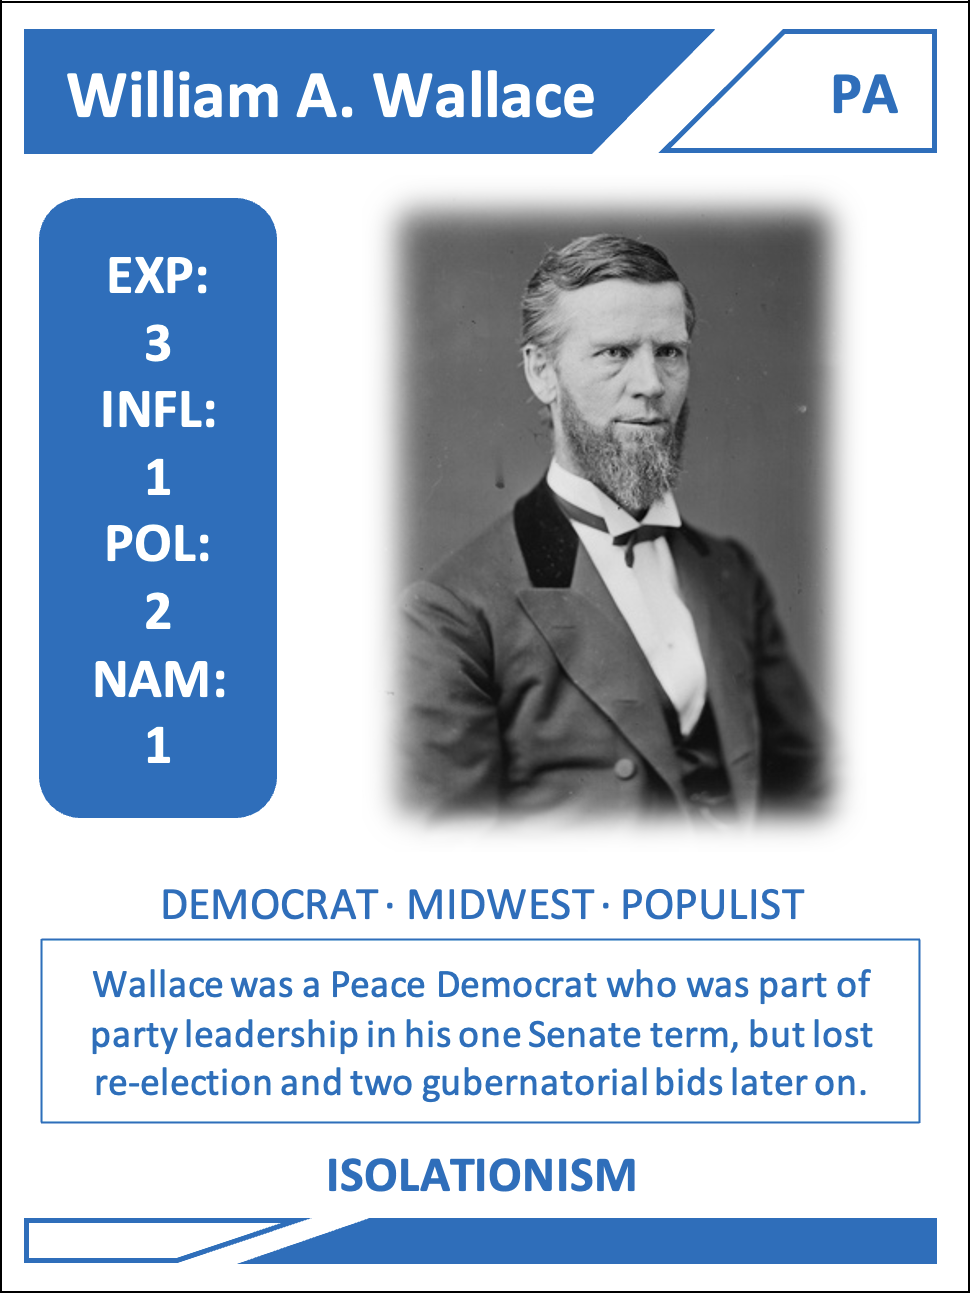 William A. Wallace
PA
EXP:
3
INFL:
1
POL:
2
NAM:
1
DEMOCRAT · MIDWEST · POPULIST
Wallace was a Peace Democrat who was part of
party leadership in his one Senate term, but lost
re-election and two gubernatorial bids later on.
ISOLATIONISM